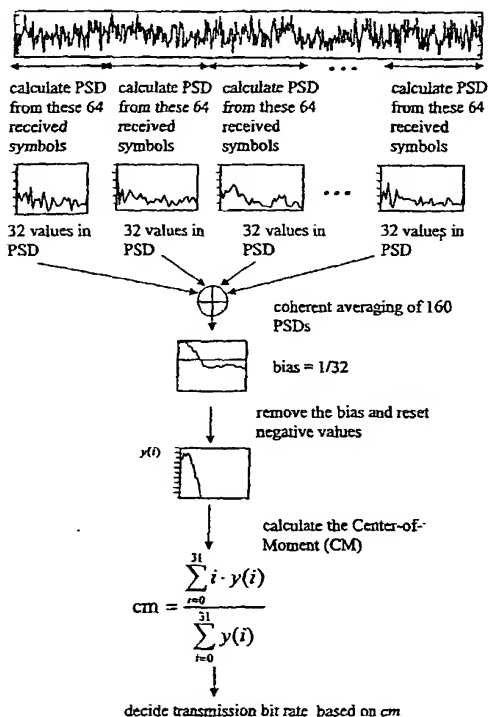 calculate PSD from these 64 received symbols
calculate PSD from these 64 received symbols
calculate PSD from these 64 received symbols
calculate PSD from these 64 received symbols
32 values in PSD
32 values in PSD
32 values in PSD
32 values in PSD
coherent averaging of 160 PSDs
bias = 1/32
remove the bias and reset negative values
y(i)
calculate the Center-of-Moment (CM)
cm = \frac{\sum_{i=0}^{31} i · y(i)}{\sum_{i=0}^{31} y(i)}
decide transmission bit rate based on cm